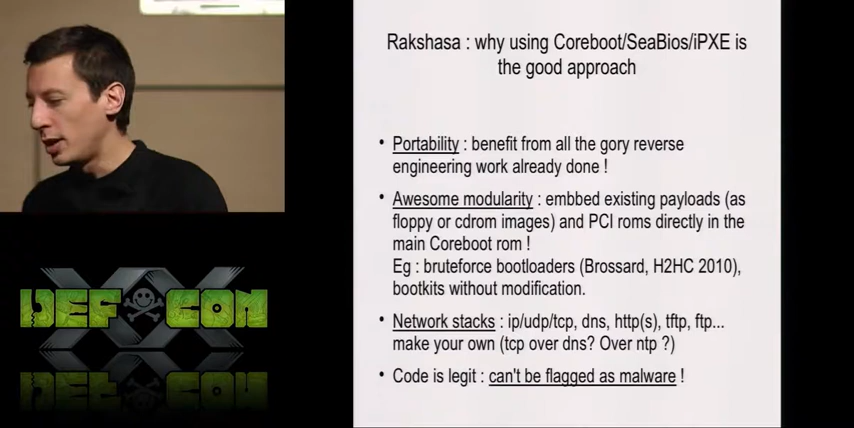 Rakshasa : why using Coreboot/SeaBios/iPXE is
the good approach
• Portability : benefit from all the gory reverse
engineering work already done !
• Awesome modularity : embbed existing payloads (as
floppy or cdrom images) and PCI roms directly in the
main Coreboot rom !
Eg : bruteforce bootloaders (Brossard, H2HC 2010),
bootkits without modification.
• Network stacks : ip/udp/tcp, dns, http(s), tftp, ftp...
make your own (tcp over dns? Over ntp ?)
• Code is legit : can't be flagged as malware !
XX
DEF CON